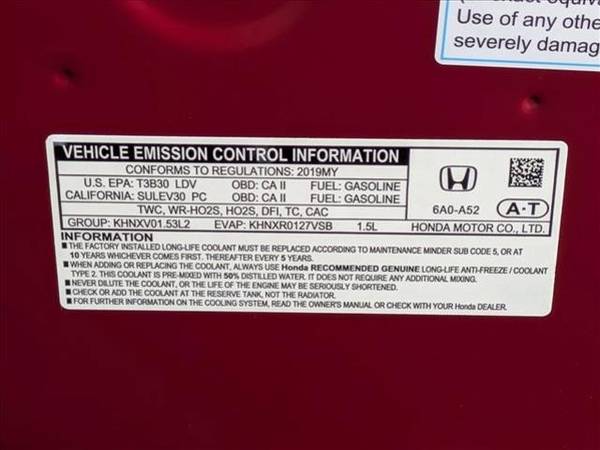 Use of any othe
severely damag
VEHICLE EMISSION CONTROL INFORMATION
CONFORMS TO REGULATIONS: 2019MY
U.S. EPA: T3B30 LDV OBD: CA II FUEL: GASOLINE
CALIFORNIA: SULEV30 PC OBD: CA II FUEL: GASOLINE
TWC, WR-HO2S, HO2S, DFI, TC, CAC
GROUP: KHNXV01.53L2 EVAP: KHNXR0127VSB 1.5L
6A0-A52 A·T
HONDA MOTOR CO., LTD.
INFORMATION
■ THE FACTORY INSTALLED LONG-LIFE COOLANT MUST BE REPLACED ACCORDING TO MAINTENANCE MINDER SUB CODE 5, OR AT
10 YEARS WHICHEVER COMES FIRST. THEREAFTER EVERY 5 YEARS.
■ WHEN ADDING OR REPLACING THE COOLANT, ALWAYS USE Honda RECOMMENDED GENUINE LONG-LIFE ANTI-FREEZE / COOLANT
TYPE 2. THIS COOLANT IS PRE-MIXED WITH 50% DISTILLED WATER. IT DOES NOT REQUIRE ANY ADDITIONAL MIXING.
■ NEVER DILUTE THE COOLANT, OR THE LIFE OF THE ENGINE MAY BE SERIOUSLY SHORTENED.
■ CHECK OR ADD THE COOLANT AT THE RESERVE TANK, NOT THE RADIATOR.
■ FOR FURTHER INFORMATION ON THE COOLING SYSTEM, READ THE OWNER'S MANUAL OR CHECK WITH YOUR Honda DEALER.